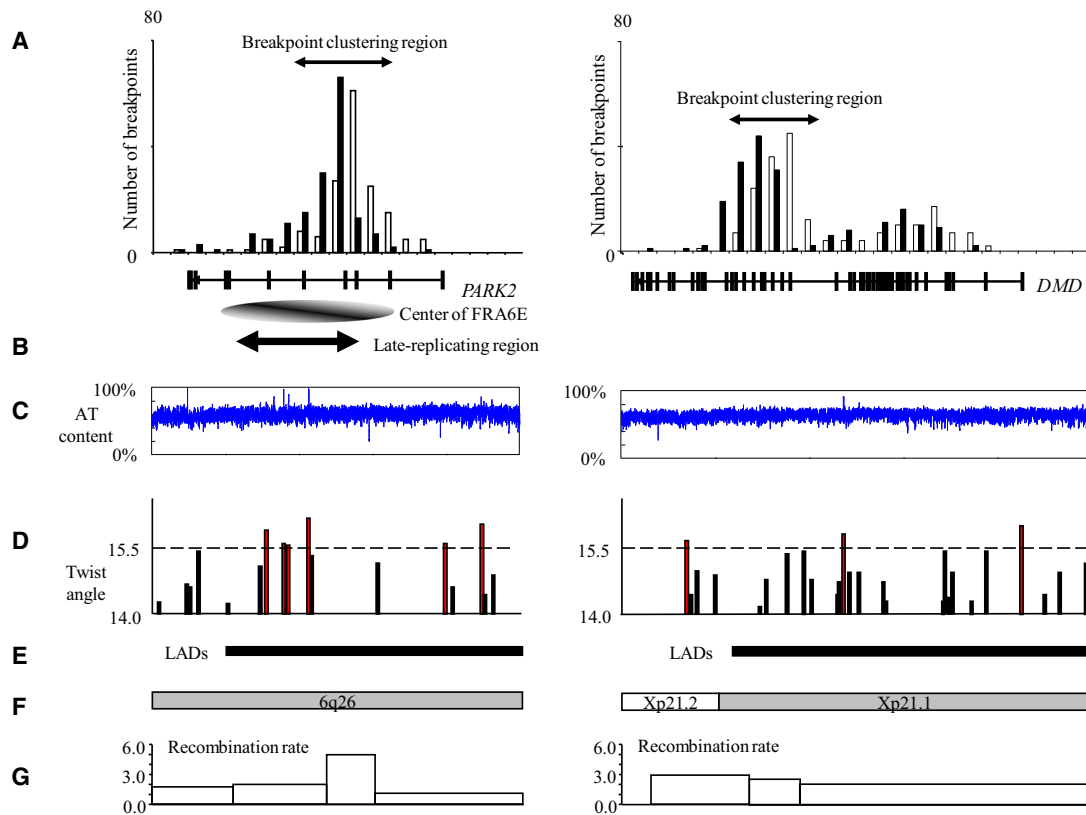 A
80
Number of breakpoints
Breakpoint clustering region
0
PARK2
Center of FRA6E
Late-replicating region
80
Number of breakpoints
Breakpoint clustering region
0
DMD
B
C
100%
AT
content
0%
100%
0%
D
15.5
Twist
angle
14.0
15.5
14.0
E
LADs
LADs
F
6q26
Xp21.2
Xp21.1
G
6.0
3.0
0.0
Recombination rate
6.0
3.0
0.0
Recombination rate